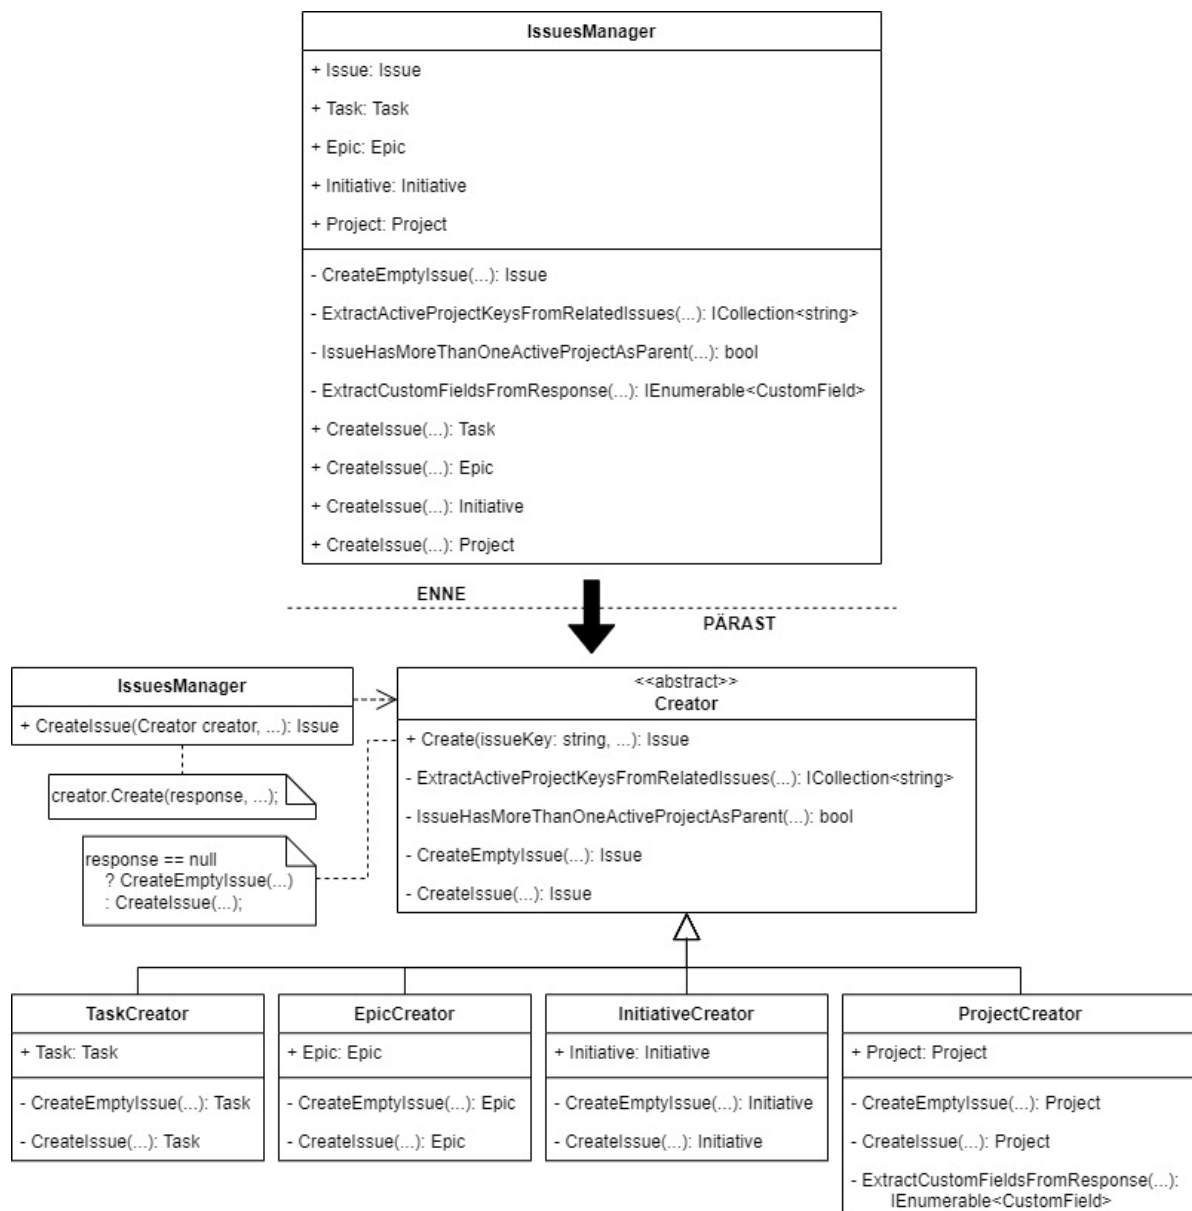 IssuesManager
+ Issue: Issue
+ Task: Task
+ Epic: Epic
+ Initiative: Initiative
+ Project: Project
- CreateEmptyIssue(...): Issue
- ExtractActiveProjectKeysFromRelatedIssues(...): ICollection<string>
- IssueHasMoreThanOneActiveProjectAsParent(...): bool
- ExtractCustomFieldsFromResponse(...): IEnumerable<CustomField>
+ CreateIssue(...): Task
+ CreateIssue(...): Epic
+ CreateIssue(...): Initiative
+ CreateIssue(...): Project
ENNE
PÄRAST
IssuesManager
+ CreateIssue(Creator creator, ...): Issue
creator.Create(response, ...);
response == null
? CreateEmptyIssue(...)
: CreateIssue(...);
<<abstract>>
Creator
+ Create(issueKey: string, ...): Issue
- ExtractActiveProjectKeysFromRelatedIssues(...): ICollection<string>
- IssueHasMoreThanOneActiveProjectAsParent(...): bool
- CreateEmptyIssue(...): Issue
- CreateIssue(...): Issue
TaskCreator
+ Task: Task
- CreateEmptyIssue(...): Task
- CreateIssue(...): Task
EpicCreator
+ Epic: Epic
- CreateEmptyIssue(...): Epic
- CreateIssue(...): Epic
InitiativeCreator
+ Initiative: Initiative
- CreateEmptyIssue(...): Initiative
- CreateIssue(...): Initiative
ProjectCreator
+ Project: Project
- CreateEmptyIssue(...): Project
- CreateIssue(...): Project
- ExtractCustomFieldsFromResponse(...):
IEnumerable<CustomField>